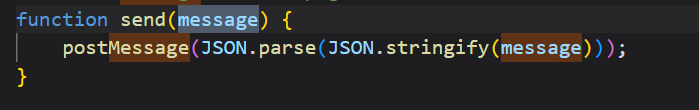 function send(message) {
    postMessage(JSON.parse(JSON.stringify(message)));
}